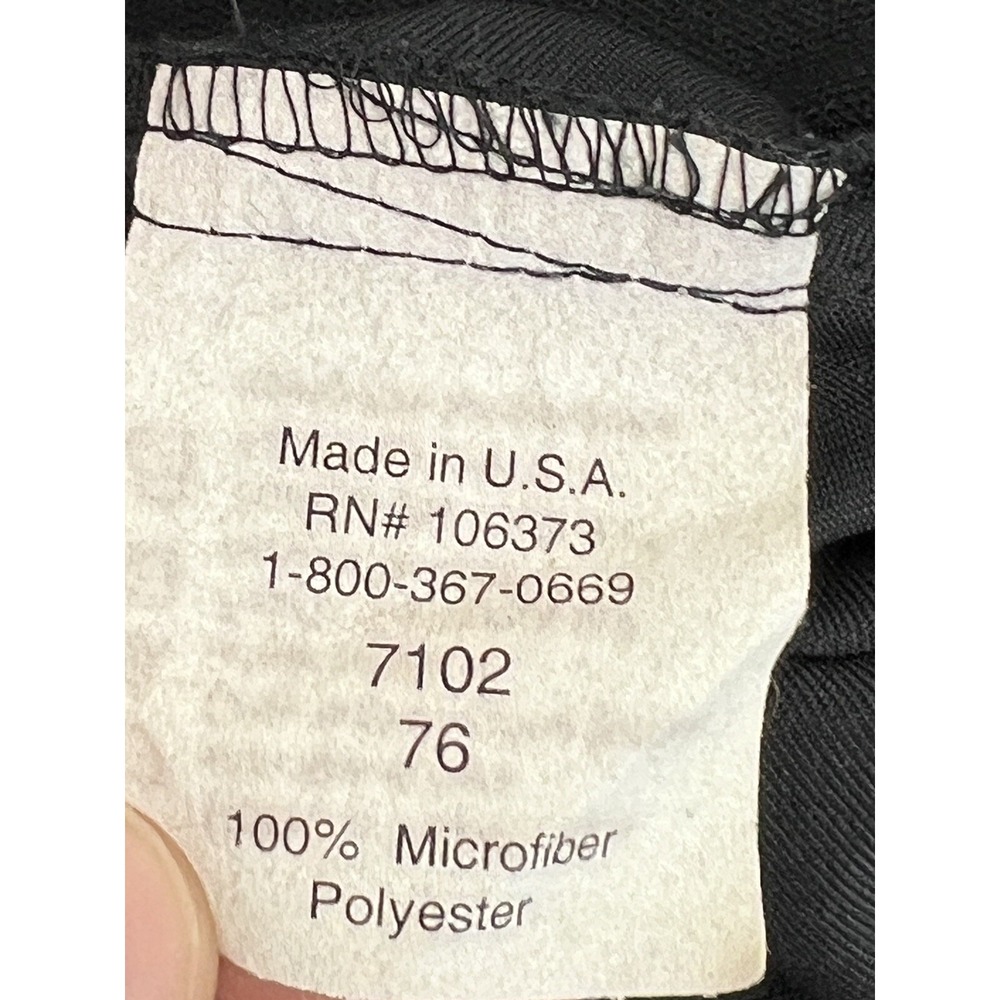 Made in U.S.A.
RN# 106373
1-800-367-0669
7102
76
100% Microfiber
Polyester